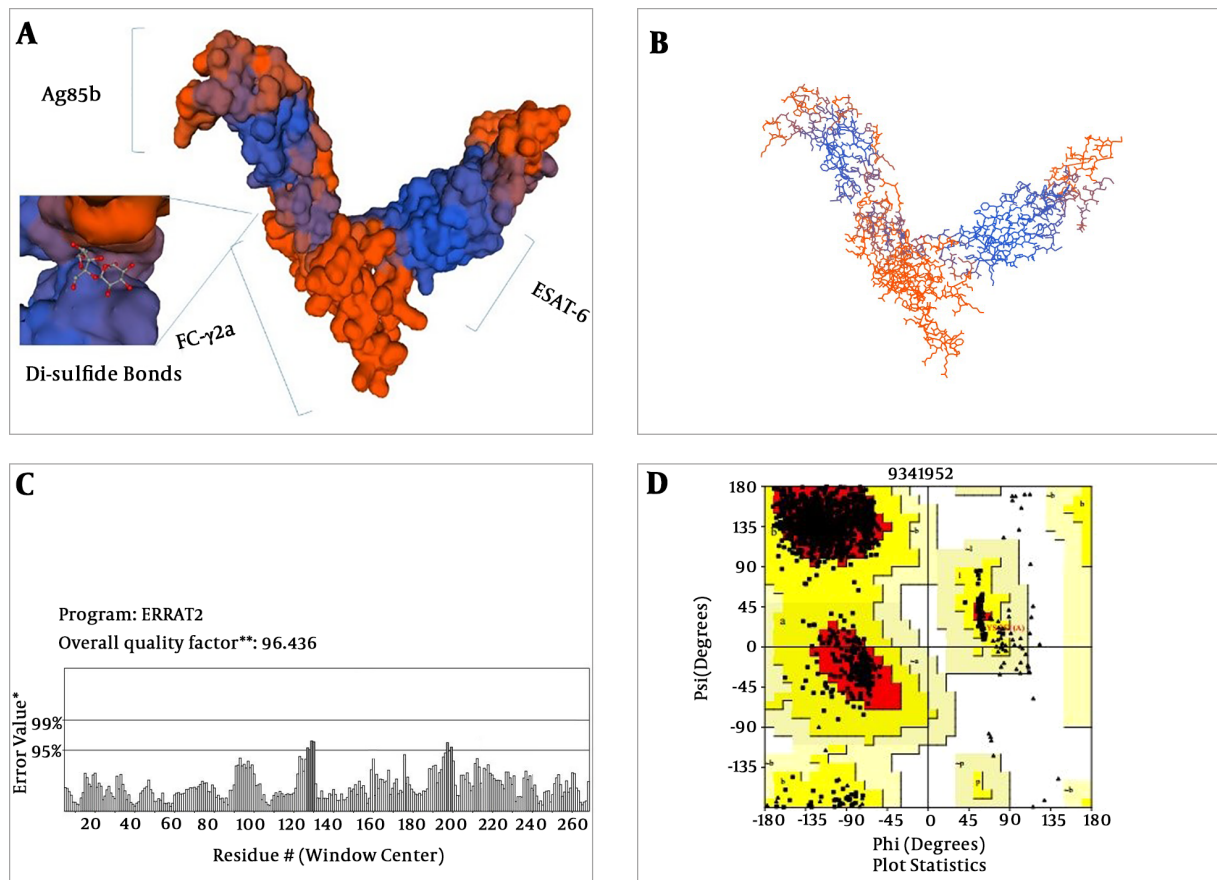 A
Ag85b
FC-γ2a
ESAT-6
Di-sulfide Bonds
B
C
Program: ERRAT2
Overall quality factor**: 96.436
Error Value*
99%
95%
20 40 60 80 100 120 140 160 180 200 220 240 260
Residue # (Window Center)
D
9341952
180
135
90
45
0
-45
-90
-135
Psi(Degrees)
b
~b
~b
b
~l
l
a
~a
(A)
b
~p
p
~b
-180 -135 -90 -45 0 45 90 135 180
Phi (Degrees)
Plot Statistics